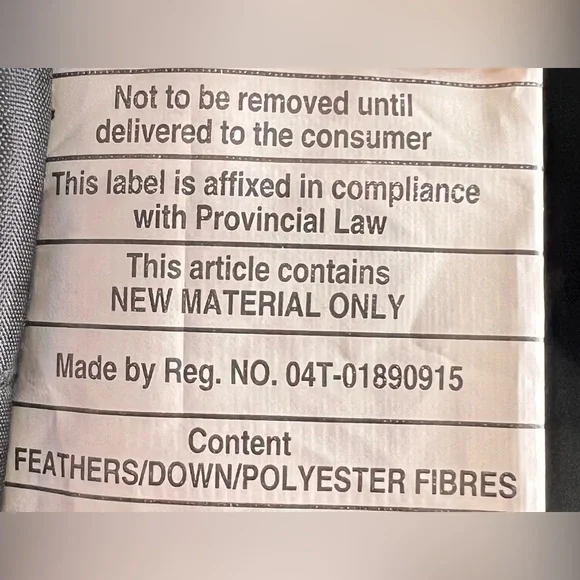 Not to be removed until
delivered to the consumer
This label is affixed in compliance
with Provincial Law
This article contains
NEW MATERIAL ONLY
Made by Reg. NO. 04T-01890915
Content
FEATHERS/DOWN/POLYESTER FIBRES